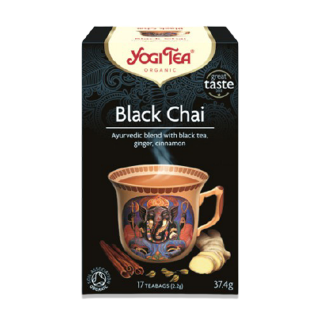 YOGI TEA®
ORGANIC
great
taste
Black Chai
Ayurvedic blend with black tea,
ginger, cinnamon
ORGANIC
17 TEABAGS (2.2g)
37.4g